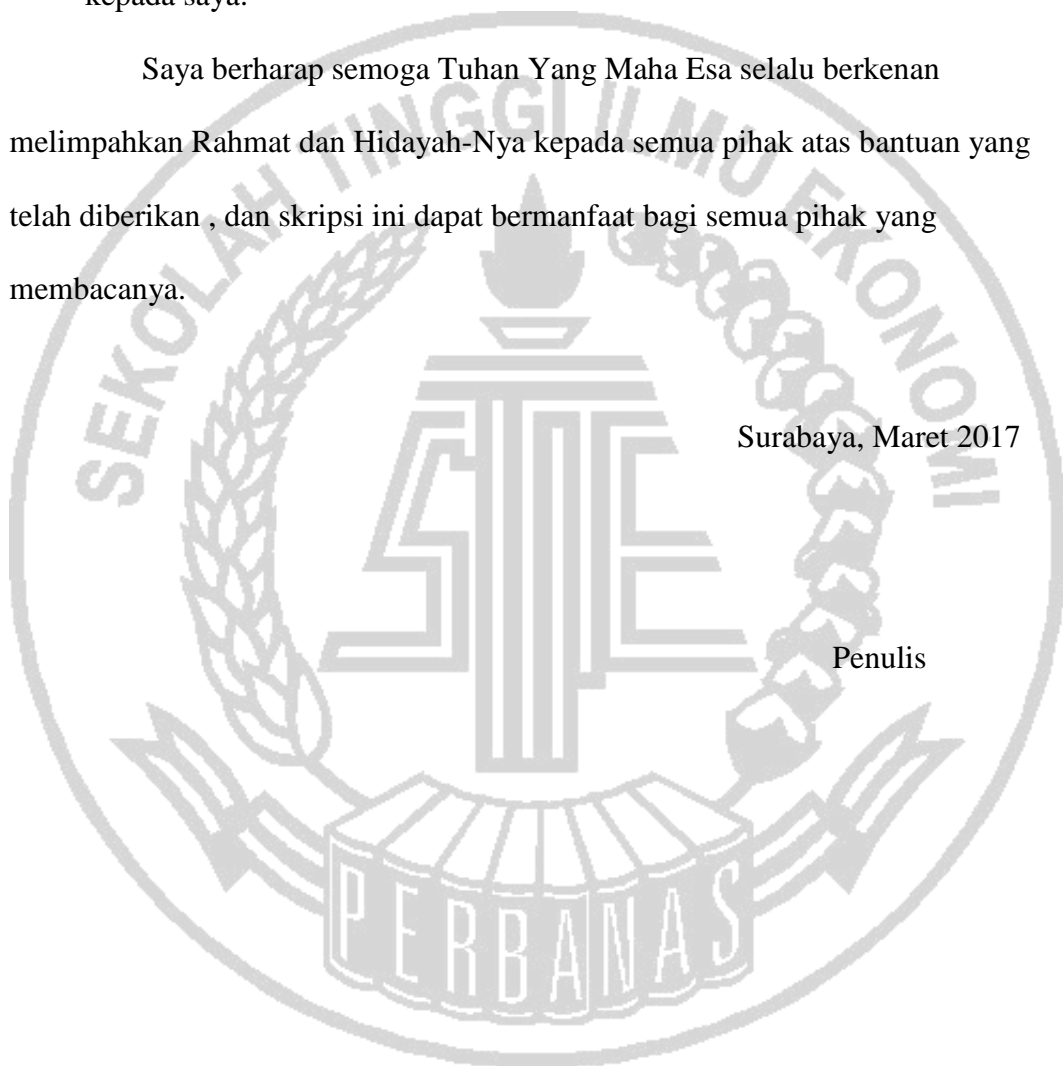 kepada saya.
Saya berharap semoga Tuhan Yang Maha Esa selalu berkenan
melimpahkan Rahmat dan Hidayah-Nya kepada semua pihak atas bantuan yang
telah diberikan , dan skripsi ini dapat bermanfaat bagi semua pihak yang
membacanya.
Surabaya, Maret 2017
Penulis
SEKOLAH TINGGI ILMU EKONOMI
STIE
PERBANAS